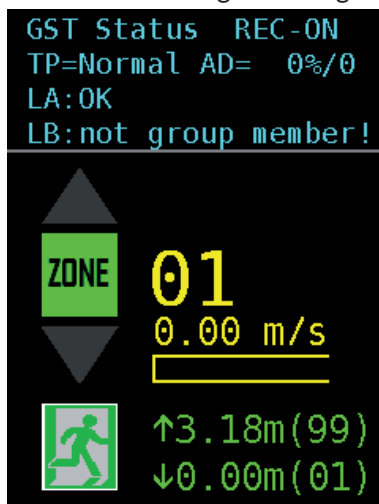 GST Status REC-ON
TP=Normal AD= 0%/0
LA:OK
LB:not group member!
ZONE
01
0.00 m/s
↑3.18m(99)
↓0.00m(01)